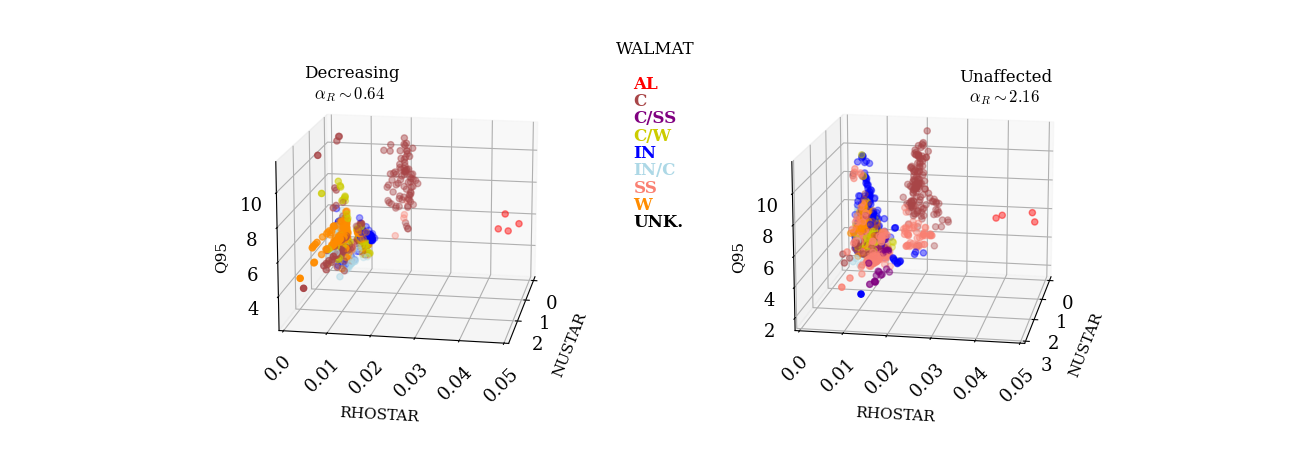 WALMAT
Decreasing
α_R ~ 0.64
Unaffected
α_R ~ 2.16
AL
C
C/SS
C/W
IN
IN/C
SS
W
UNK.
Q95
10
8
6
4
0.0
0.01
0.02
0.03
0.04
0.05
RHOSTAR
0
1
2
NUSTAR
Q95
10
8
6
4
2
0.0
0.01
0.02
0.03
0.04
0.05
RHOSTAR
0
1
2
3
NUSTAR